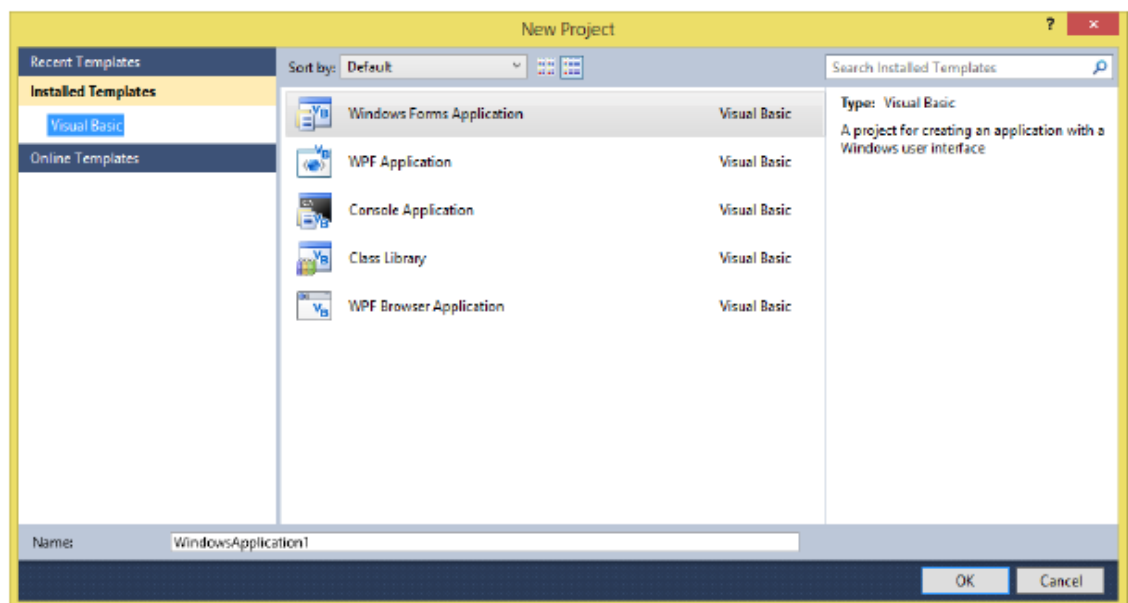 New Project
?
Recent Templates
Installed Templates
Visual Basic
Online Templates
Sort by: Default
Windows Forms Application Visual Basic
WPF Application Visual Basic
Console Application Visual Basic
Class Library Visual Basic
WPF Browser Application Visual Basic
Search Installed Templates
Type: Visual Basic
A project for creating an application with a
Windows user interface
Name: WindowsApplication1
OK Cancel